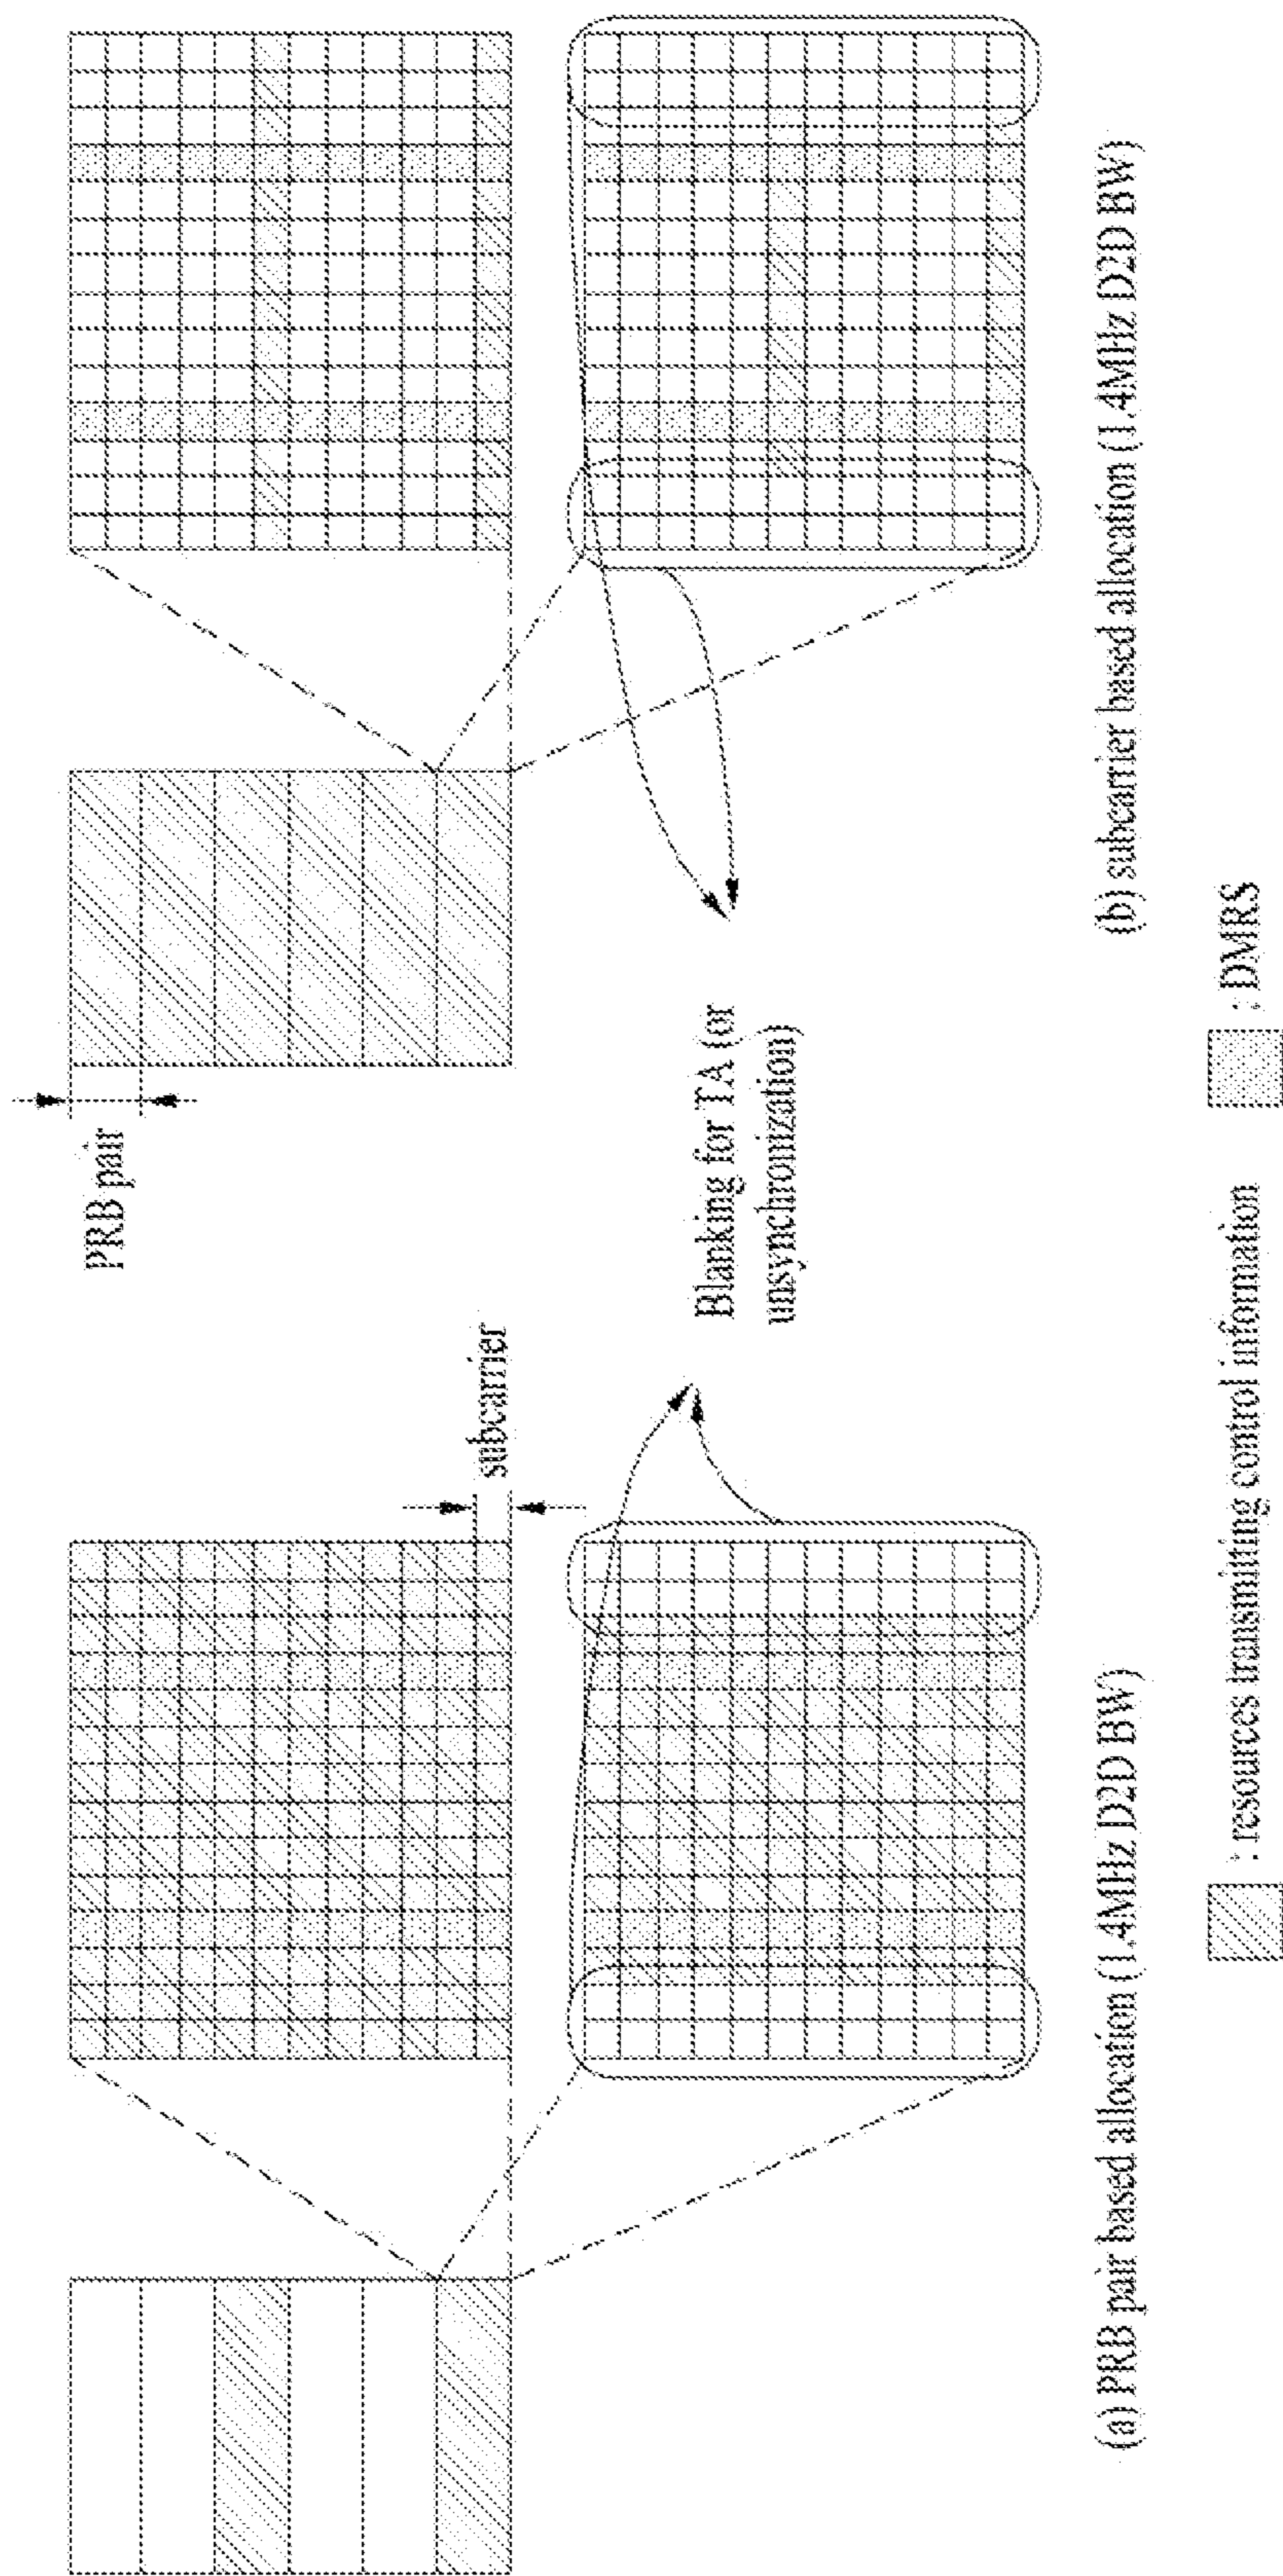 PRB pair
subcarrier
Blanking for TA (or
unsynchronization)
(a) PRB pair based allocation (1.4MHz D2D BW)
(b) subcarrier based allocation (1.4MHz D2D BW)
: resources transmitting control information
: DMRS